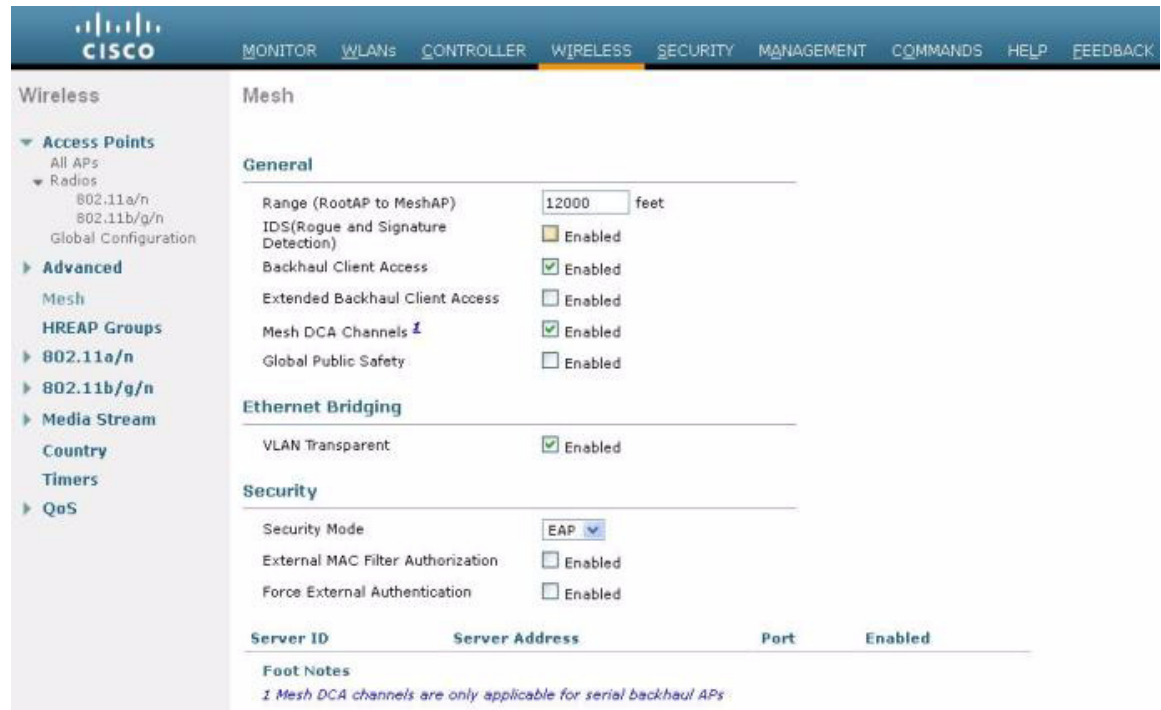 CISCO
MONITOR WLANs CONTROLLER WIRELESS SECURITY MANAGEMENT COMMANDS HELP FEEDBACK
Wireless
Access Points
All APs
Radios
802.11a/n
802.11b/g/n
Global Configuration
Advanced
Mesh
HREAP Groups
802.11a/n
802.11b/g/n
Media Stream
Country
Timers
QoS
Mesh
General
Range (RootAP to MeshAP) 12000 feet
IDS(Rogue and Signature
Detection) Enabled
Backhaul Client Access Enabled
Extended Backhaul Client Access Enabled
Mesh DCA Channels 1 Enabled
Global Public Safety Enabled
Ethernet Bridging
VLAN Transparent Enabled
Security
Security Mode EAP
External MAC Filter Authorization Enabled
Force External Authentication Enabled
Server ID Server Address Port Enabled
Foot Notes
1 Mesh DCA channels are only applicable for serial backhaul APs